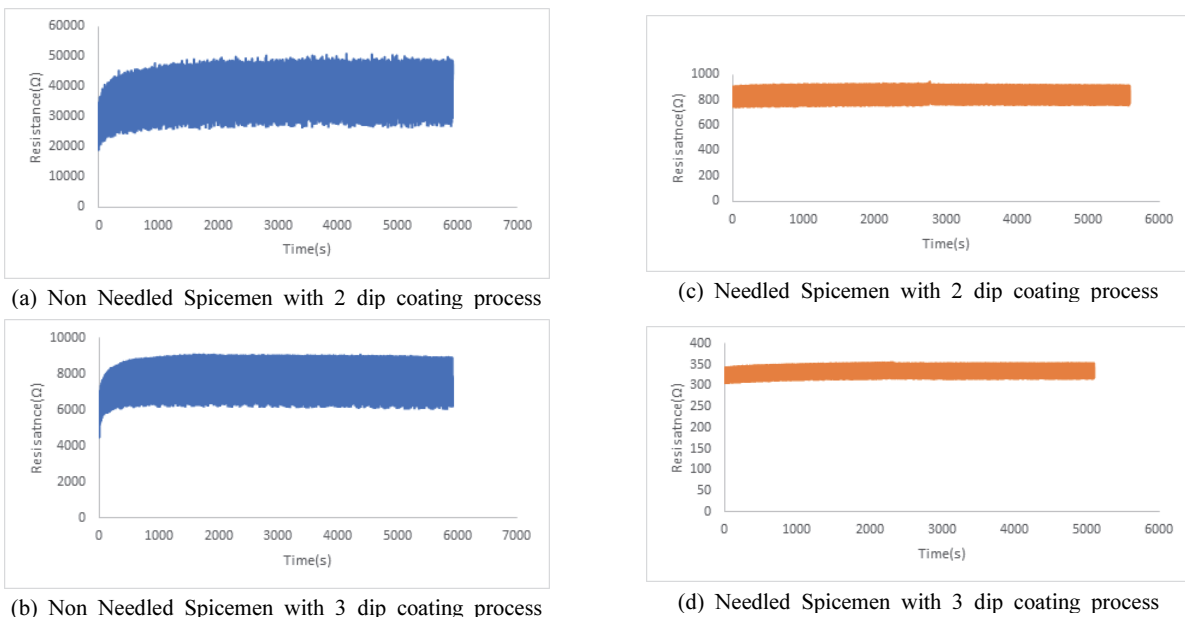 60000
50000
40000
30000
20000
10000
0
Resistance(Ω)
0 1000 2000 3000 4000 5000 6000 7000
Time(s)
(a) Non Needled Spicemen with 2 dip coating process
1000
800
600
400
200
0
Resisatnce(Ω)
0 1000 2000 3000 4000 5000 6000
Time(s)
(c) Needled Spicemen with 2 dip coating process
10000
8000
6000
4000
2000
0
Resisatnce(Ω)
0 1000 2000 3000 4000 5000 6000 7000
Time(s)
(b) Non Needled Spicemen with 3 dip coating process
400
350
300
250
200
150
100
50
0
Resisatnce(Ω)
0 1000 2000 3000 4000 5000 6000
Time(s)
(d) Needled Spicemen with 3 dip coating process